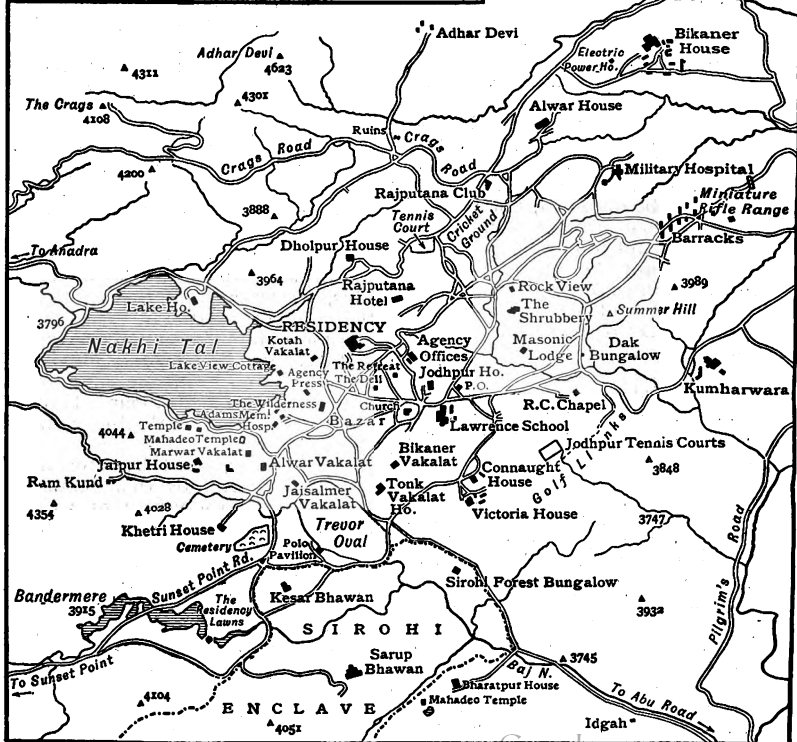 Adhar Devi
Bikaner
House
Adhar Devi
4623
Electric
Power Ho.
4311
4301
The Crags
4108
Alwar House
Ruins
Crags
Road
Crags Road
4200
Military Hospital
Rajputana Club
Miniature
Rifle Range
3888
Tennis
Court
Cricket
Ground
Barracks
To Anadra
Dholpur House
3964
3989
Rajputana
Hotel
Rock View
The
Shrubbery
Summer Hill
Lake Ho.
3796
Nakhi Tal
RESIDENCY
Kotah
Vakalat
Agency
Offices
Masonic
Lodge
Dak
Bungalow
Lake View Cottage
Agency
Press
The Retreat
The Dell
Jodhpur Ho.
P.O.
Kumharwara
The Wilderness
Adams Mem.
Hosp.
Church
Bazar
R.C. Chapel
Lawrence School
4044
Temple
Mahadeo Temple
Marwar Vakalat
Jodhpur Tennis Courts
Golf Links
Bikaner
Vakalat
Jaipur House
Alwar Vakalat
3848
Ram Kund
Connaught
House
Jaisalmer
Vakalat
Tonk
Vakalat
Ho.
4354
4028
Victoria House
Khetri House
Trevor
Oval
3747
Cemetery
Polo
Pavilion
Pilgrim's Road
Sunset Point Rd.
Bandermere
3915
The
Residency
Lawns
Kesar Bhawan
Sirohi Forest Bungalow
3932
SIROHI
Sarup
Bhawan
3745
To Sunset Point
Baj N.
Bharatpur House
Mahadeo Temple
To Abu Road
4104
ENCLAVE
4051
Idgah